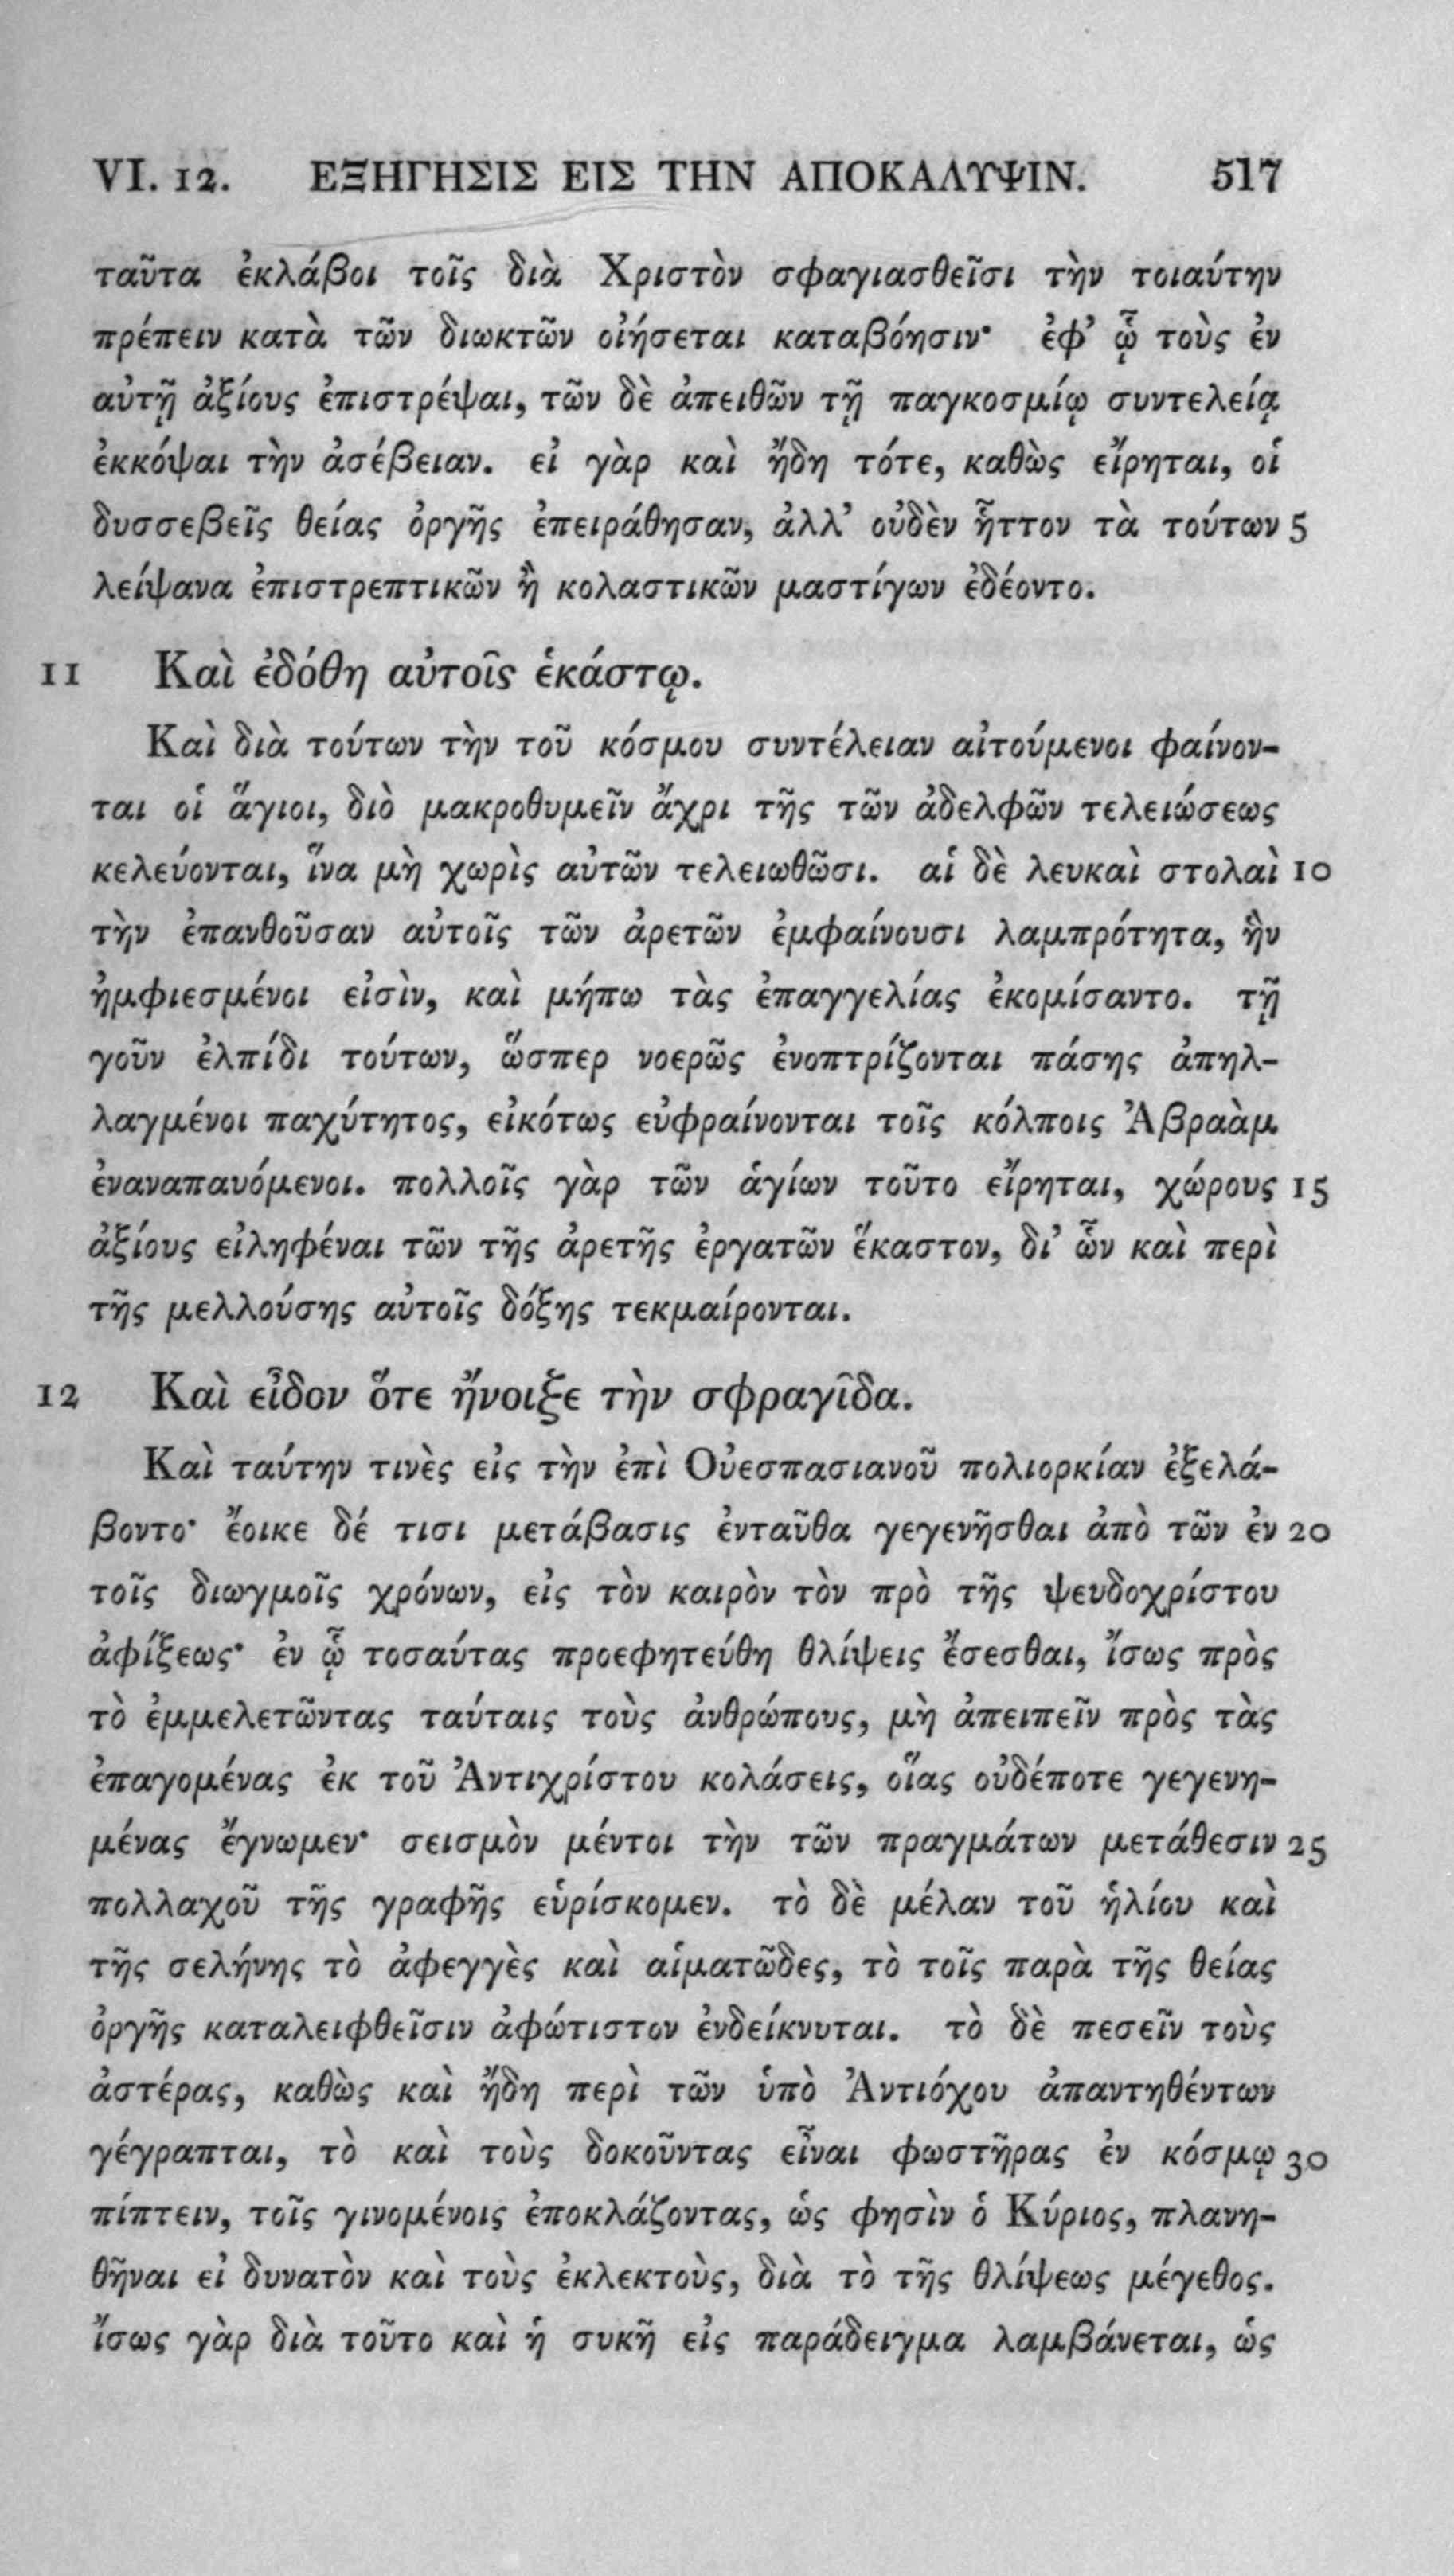 VI. 12. ΕΞΗΓΗΣΙΣ ΕΙΣ ΤΗΝ ΑΠΟΚΑΛΥΨΙΝ. 517
ταῦτα ἐκλάβοι τοῖς διὰ Χριστὸν σφαγιασθεῖσι τὴν τοιαύτην
πρέπειν κατὰ τῶν διωκτῶν οἰήσεται καταβόησιν· ἐφ’ ᾧ τοὺς ἐν
αὐτῇ ἀξίους ἐπιστρέψαι, τῶν δὲ ἀπειθῶν τῇ παγκοσμίῳ συντελείᾳ
ἐκκόψαι τὴν ἀσέβειαν. εἰ γὰρ καὶ ἤδη τότε, καθὼς εἴρηται, οἱ
δυσσεβεῖς θείας ὀργῆς ἐπειράθησαν, ἀλλ’ οὐδὲν ἧττον τὰ τούτων 5
λείψανα ἐπιστρεπτικῶν ἢ κολαστικῶν μαστίγων ἐδέοντο.
11 Καὶ ἐδόθη αὐτοῖς ἑκάστῳ.
Καὶ διὰ τούτων τὴν τοῦ κόσμου συντέλειαν αἰτούμενοι φαίνον-
ται οἱ ἅγιοι, διὸ μακροθυμεῖν ἄχρι τῆς τῶν ἀδελφῶν τελειώσεως
κελεύονται, ἵνα μὴ χωρὶς αὐτῶν τελειωθῶσι. αἱ δὲ λευκαὶ στολαὶ 10
τὴν ἐπανθοῦσαν αὐτοῖς τῶν ἀρετῶν ἐμφαίνουσι λαμπρότητα, ἣν
ἠμφιεσμένοι εἰσὶν, καὶ μήπω τὰς ἐπαγγελίας ἐκομίσαντο. τῇ
γοῦν ἐλπίδι τούτων, ὥσπερ νοερῶς ἐνοπτρίζονται πάσης ἀπηλ-
λαγμένοι παχύτητος, εἰκότως εὐφραίνονται τοῖς κόλποις Ἀβραὰμ
ἐναναπαυόμενοι. πολλοῖς γὰρ τῶν ἁγίων τοῦτο εἴρηται, χώρους 15
ἀξίους εἰληφέναι τῶν τῆς ἀρετῆς ἐργατῶν ἕκαστον, δι’ ὧν καὶ περὶ
τῆς μελλούσης αὐτοῖς δόξης τεκμαίρονται.
12 Καὶ εἶδον ὅτε ἤνοιξε τὴν σφραγῖδα.
Καὶ ταύτην τινὲς εἰς τὴν ἐπὶ Οὐεσπασιανοῦ πολιορκίαν ἐξελά-
βοντο· ἔοικε δέ τισι μετάβασις ἐνταῦθα γεγενῆσθαι ἀπὸ τῶν ἐν 20
τοῖς διωγμοῖς χρόνων, εἰς τὸν καιρὸν τὸν πρὸ τῆς ψευδοχρίστου
ἀφίξεως· ἐν ᾧ τοσαύτας προεφητεύθη θλίψεις ἔσεσθαι, ἴσως πρὸς
τὸ ἐμμελετῶντας ταύταις τοὺς ἀνθρώπους, μὴ ἀπειπεῖν πρὸς τὰς
ἐπαγομένας ἐκ τοῦ Ἀντιχρίστου κολάσεις, οἵας οὐδέποτε γεγενη-
μένας ἔγνωμεν· σεισμὸν μέντοι τὴν τῶν πραγμάτων μετάθεσιν 25
πολλαχοῦ τῆς γραφῆς εὑρίσκομεν. τὸ δὲ μέλαν τοῦ ἡλίου καὶ
τῆς σελήνης τὸ ἀφεγγὲς καὶ αἱματῶδες, τὸ τοῖς παρὰ τῆς θείας
ὀργῆς καταλειφθεῖσιν ἀφώτιστον ἐνδείκνυται. τὸ δὲ πεσεῖν τοὺς
ἀστέρας, καθὼς καὶ ἤδη περὶ τῶν ὑπὸ Ἀντιόχου ἀπαντηθέντων
γέγραπται, τὸ καὶ τοὺς δοκοῦντας εἶναι φωστῆρας ἐν κόσμῳ 30
πίπτειν, τοῖς γινομένοις ἐποκλάζοντας, ὡς φησὶν ὁ Κύριος, πλανη-
θῆναι εἰ δυνατὸν καὶ τοὺς ἐκλεκτοὺς, διὰ τὸ τῆς θλίψεως μέγεθος.
ἴσως γὰρ διὰ τοῦτο καὶ ἡ συκῆ εἰς παράδειγμα λαμβάνεται, ὡς